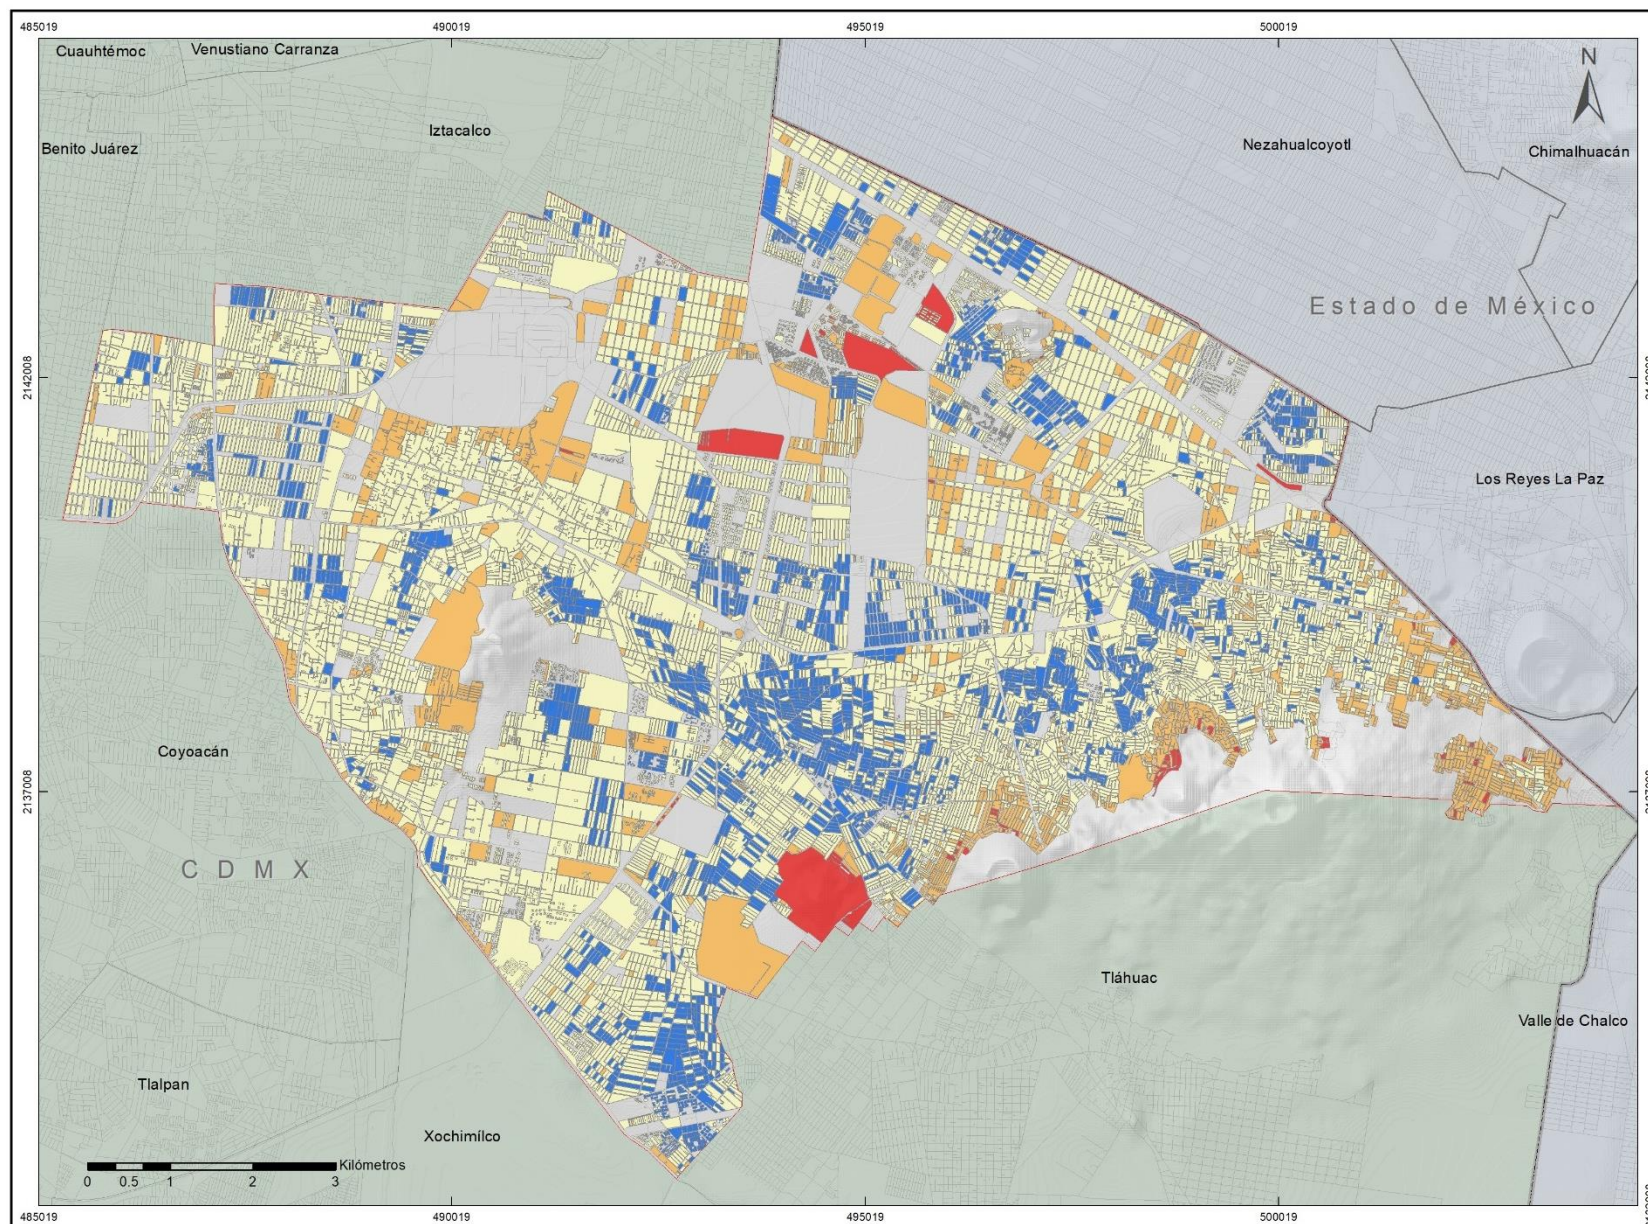 485019 490019 495019 500019
Cuauhtémoc Venustiano Carranza
N
Iztacalco
Benito Juárez
Nezahualcoyotl
Chimalhuacán
Estado de México
2142008
Los Reyes La Paz
Coyoacán
2137008
C D M X
Tláhuac
Valle de Chalco
Tlalpan
Xochimílco
Kilómetros
0 0.5 1 2 3
485019 490019 495019 500019